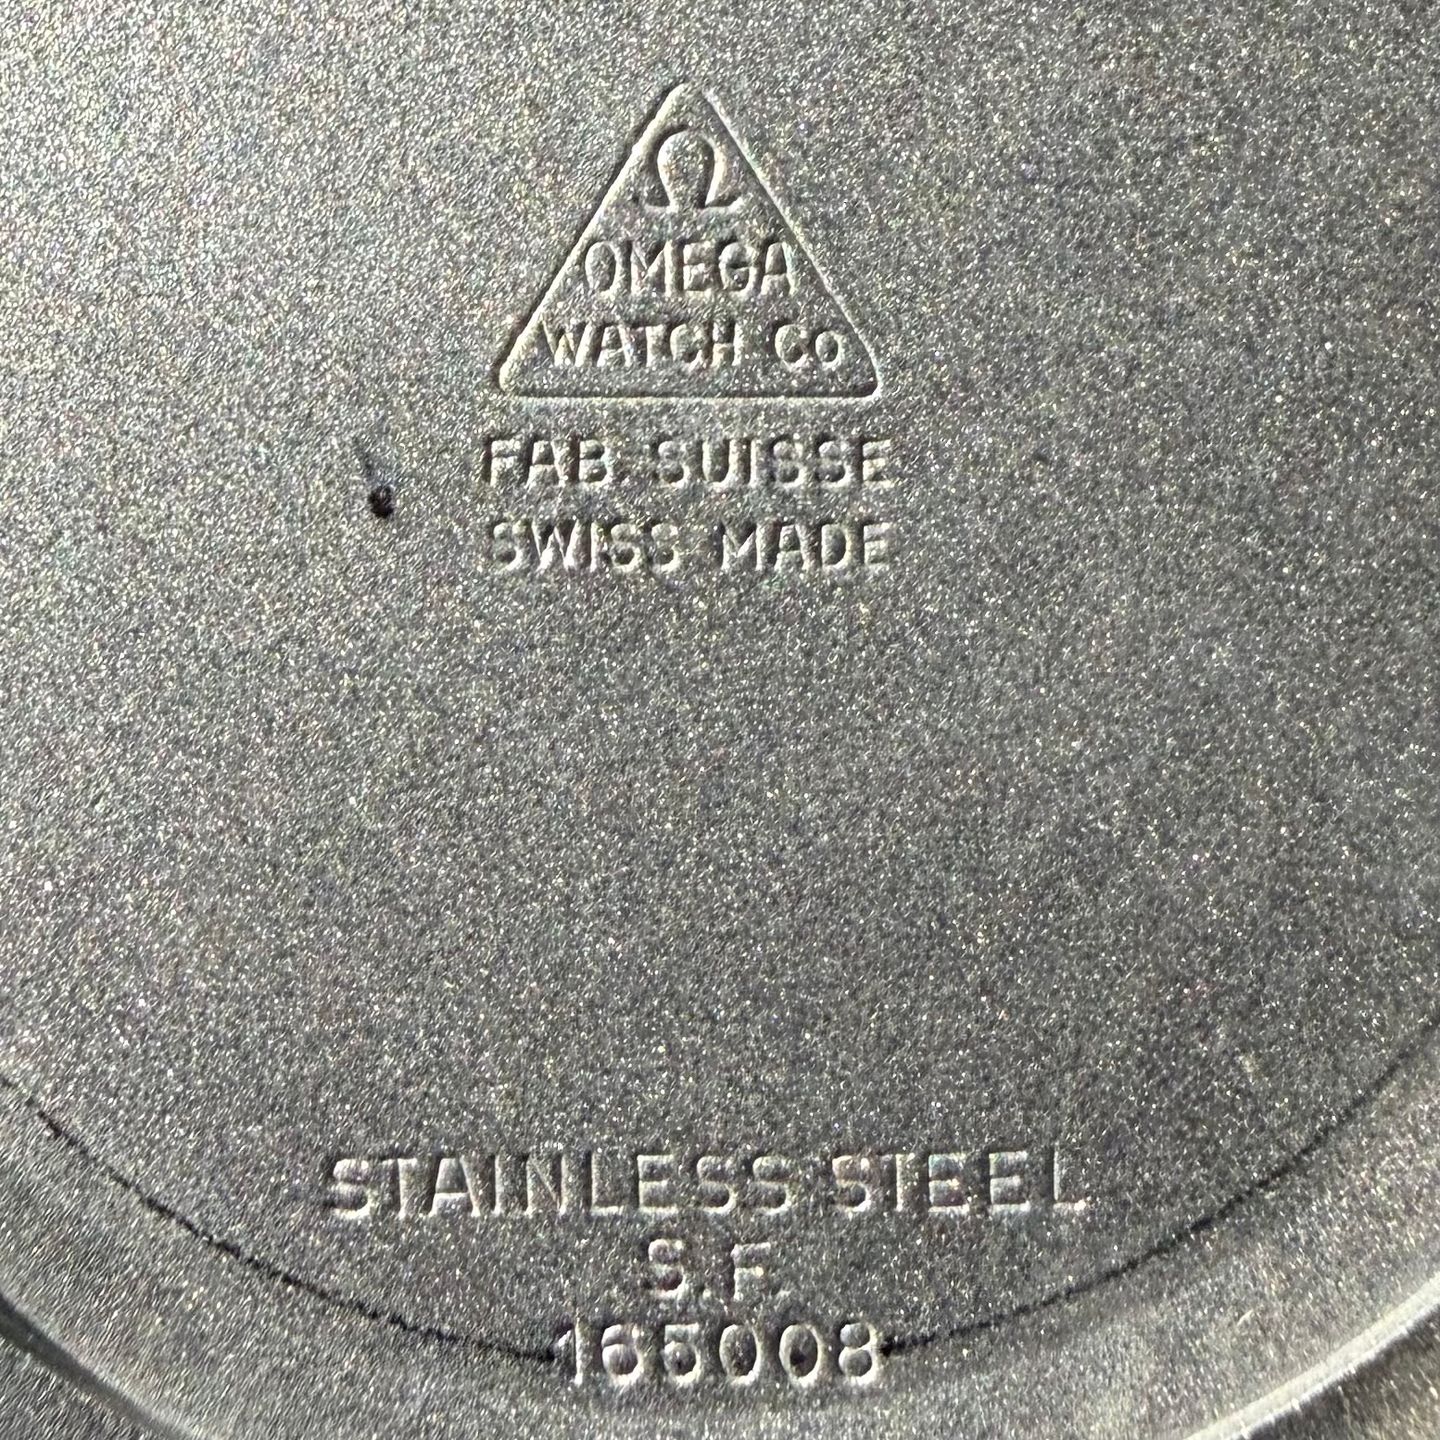 Ω
OMEGA
WATCH Co
FAB. SUISSE
SWISS MADE
STAINLESS STEEL
S.F.
165008